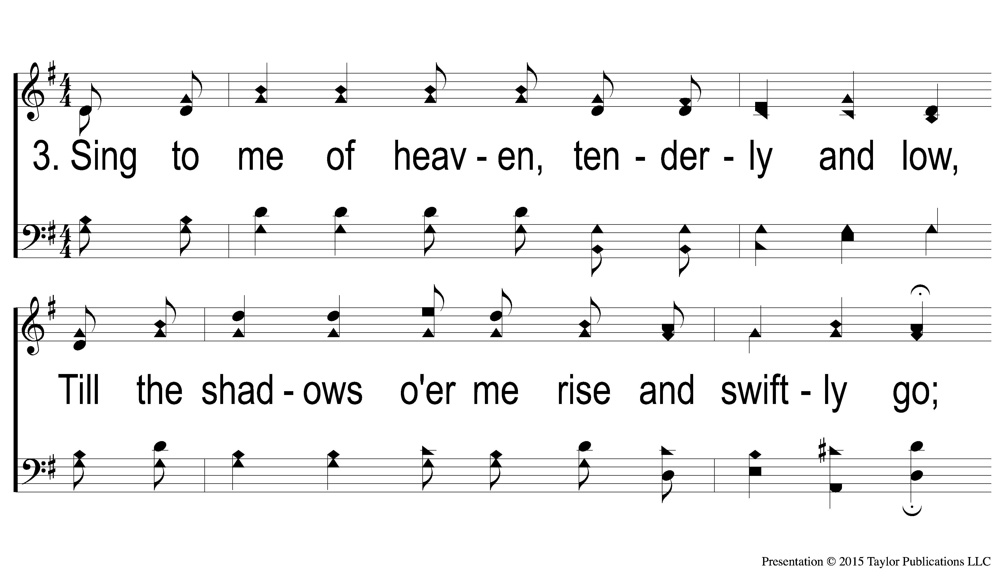 3. Sing to me of heav - en, ten - der - ly and low,
Till the shad - ows o'er me rise and swift - ly go;
Presentation © 2015 Taylor Publications LLC